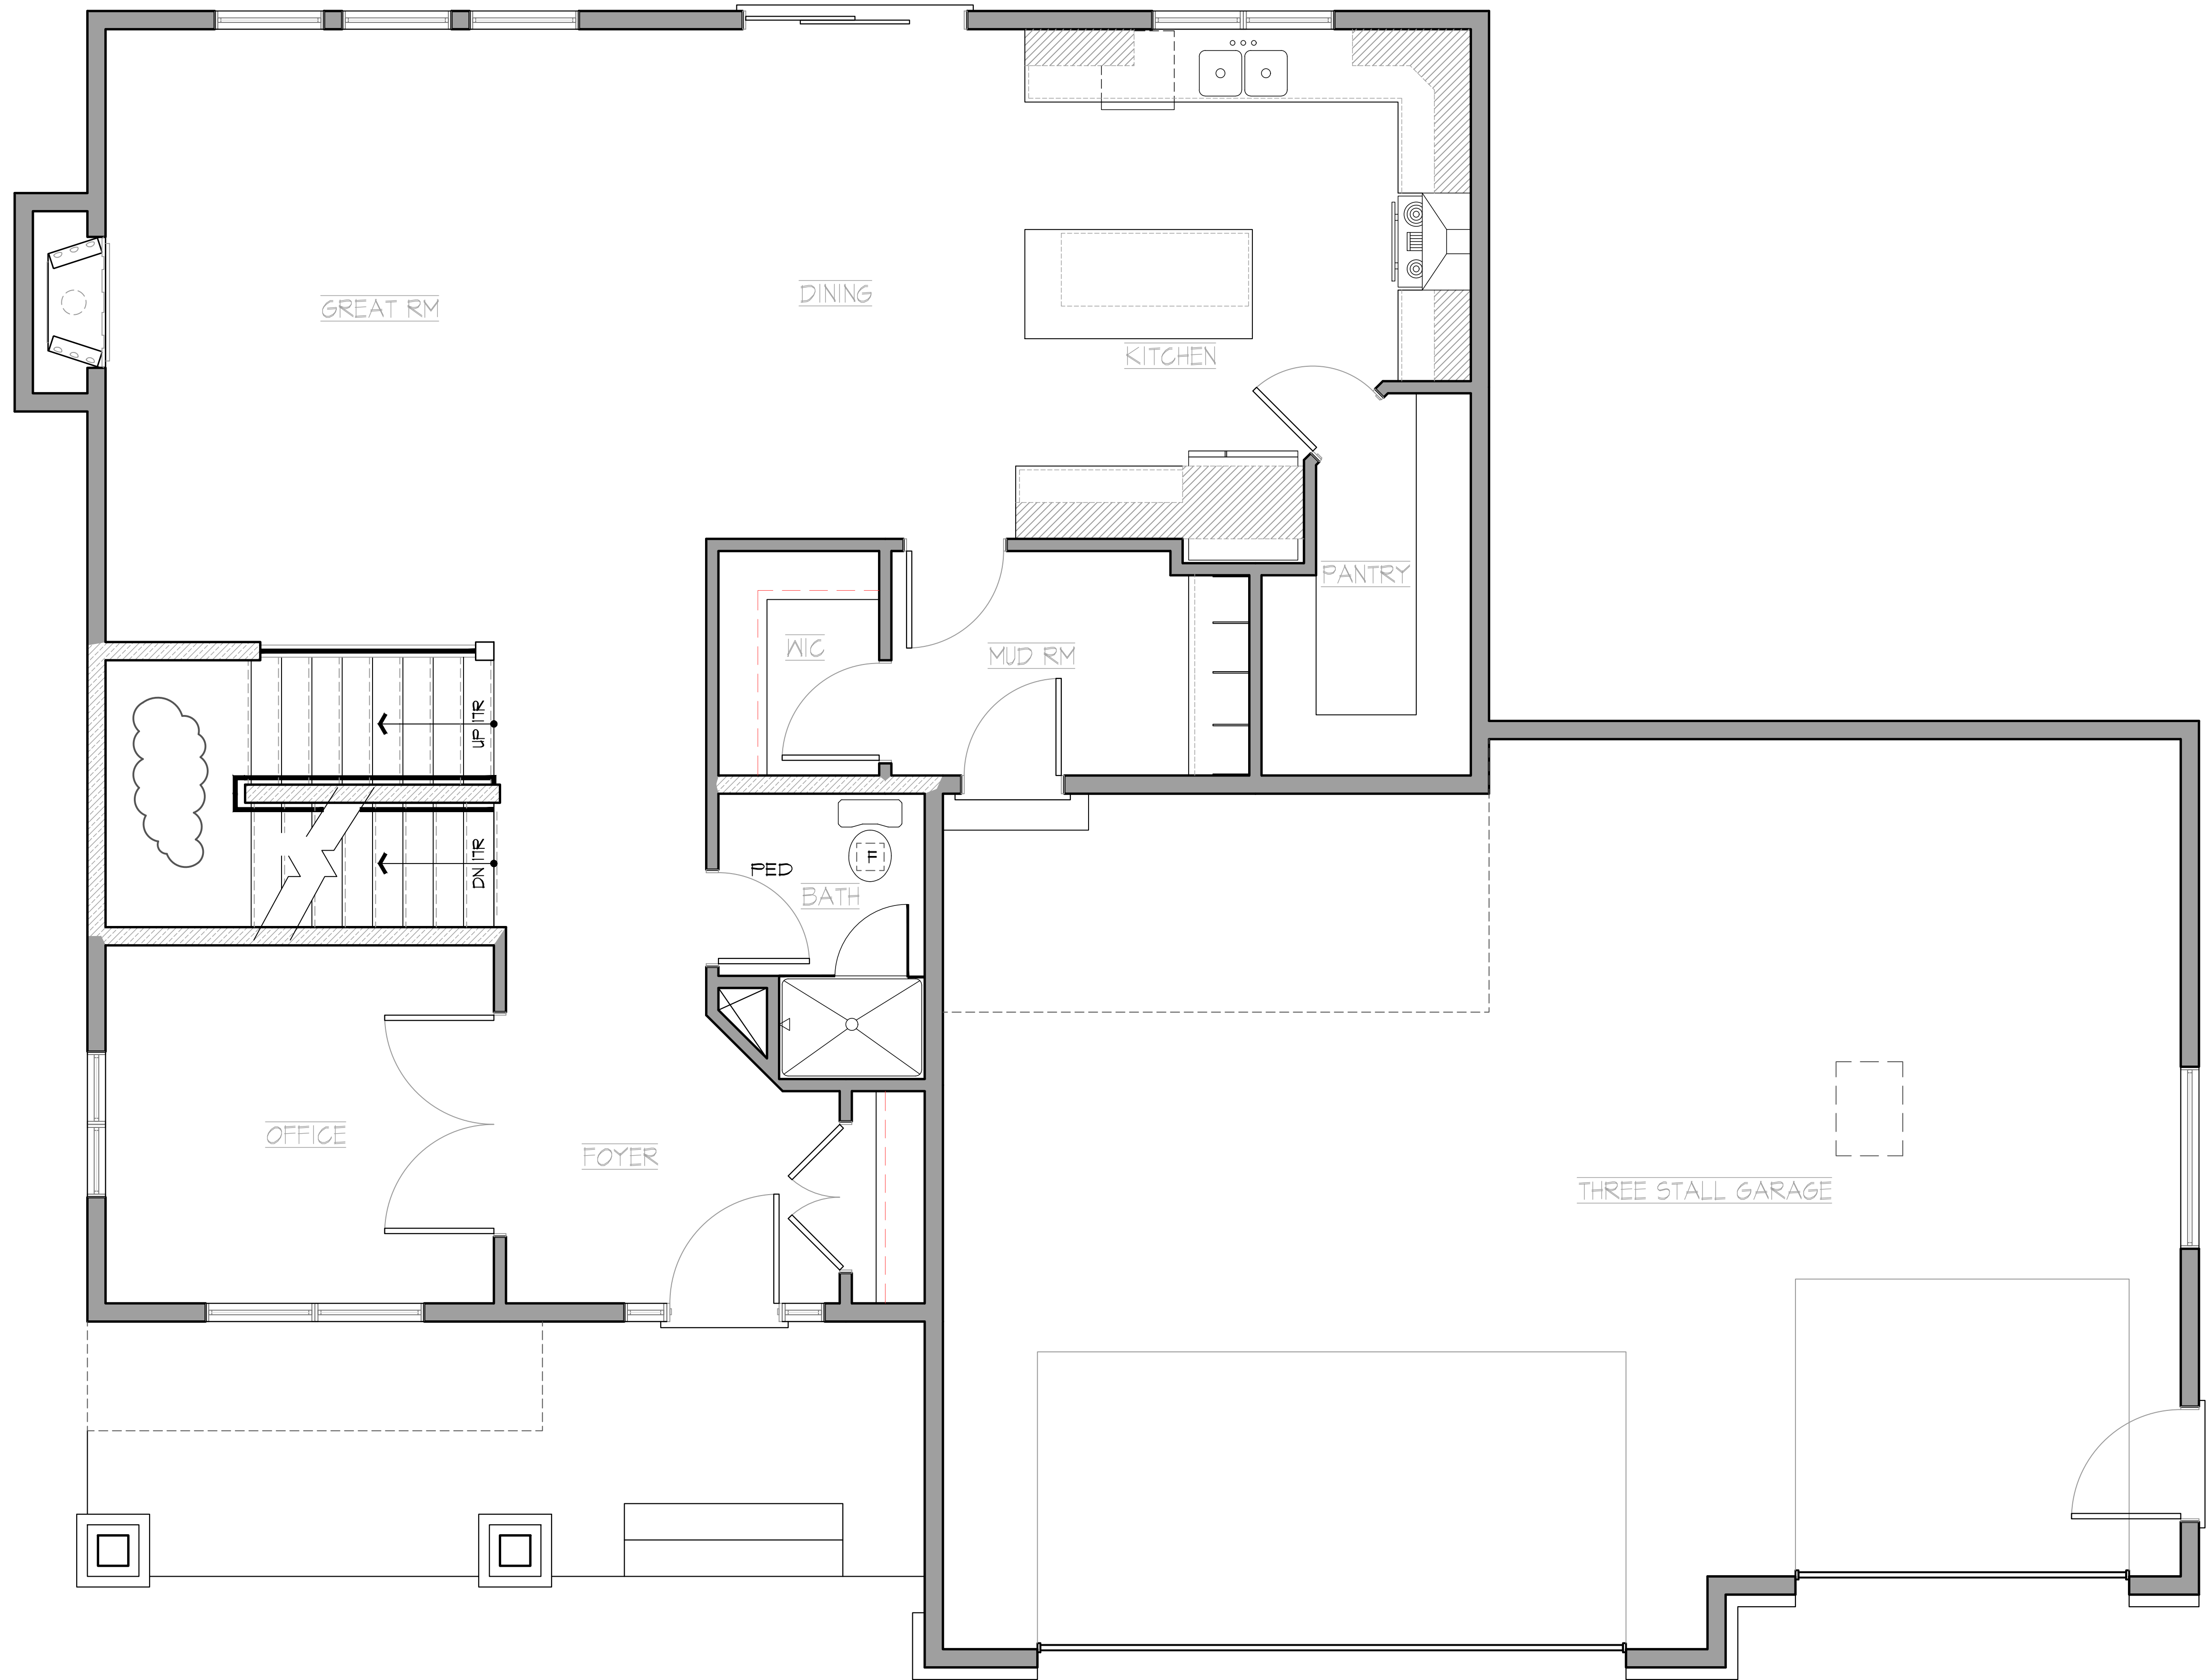 DINING
GREAT RM
KITCHEN
PANTRY
WIC
MUD RM
UP 17R
DN 17R
F
PED
BATH
OFFICE
FOYER
THREE STALL GARAGE